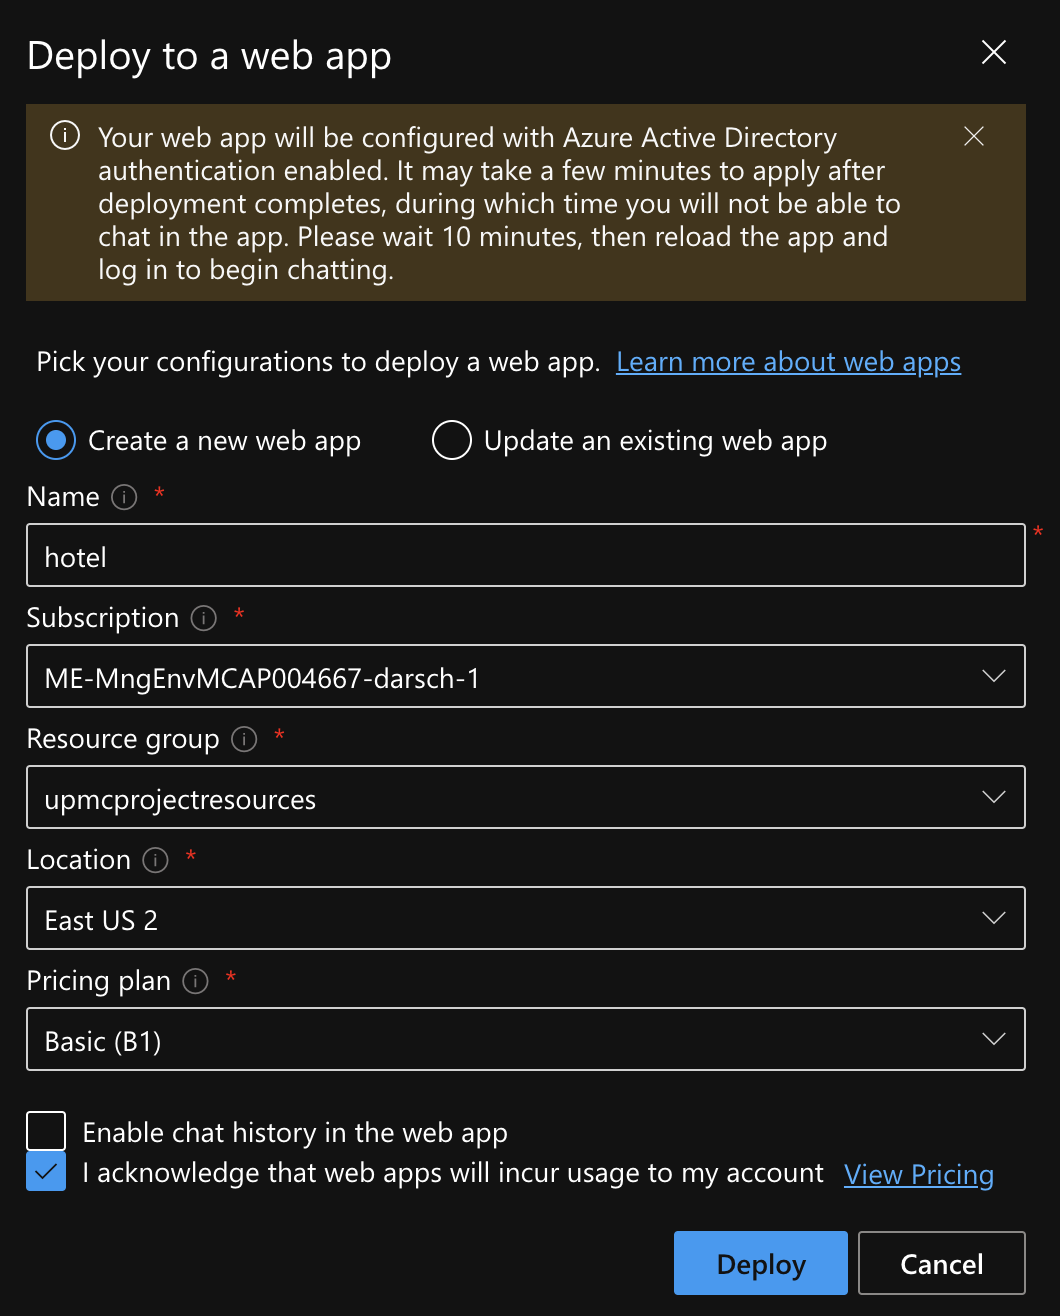 Deploy to a web app
Your web app will be configured with Azure Active Directory
authentication enabled. It may take a few minutes to apply after
deployment completes, during which time you will not be able to
chat in the app. Please wait 10 minutes, then reload the app and
log in to begin chatting.
Pick your configurations to deploy a web app. Learn more about web apps
Create a new web app Update an existing web app
Name *
hotel *
Subscription *
ME-MngEnvMCAP004667-darsch-1
Resource group *
upmcprojectresources
Location *
East US 2
Pricing plan *
Basic (B1)
Enable chat history in the web app
I acknowledge that web apps will incur usage to my account View Pricing
Deploy Cancel